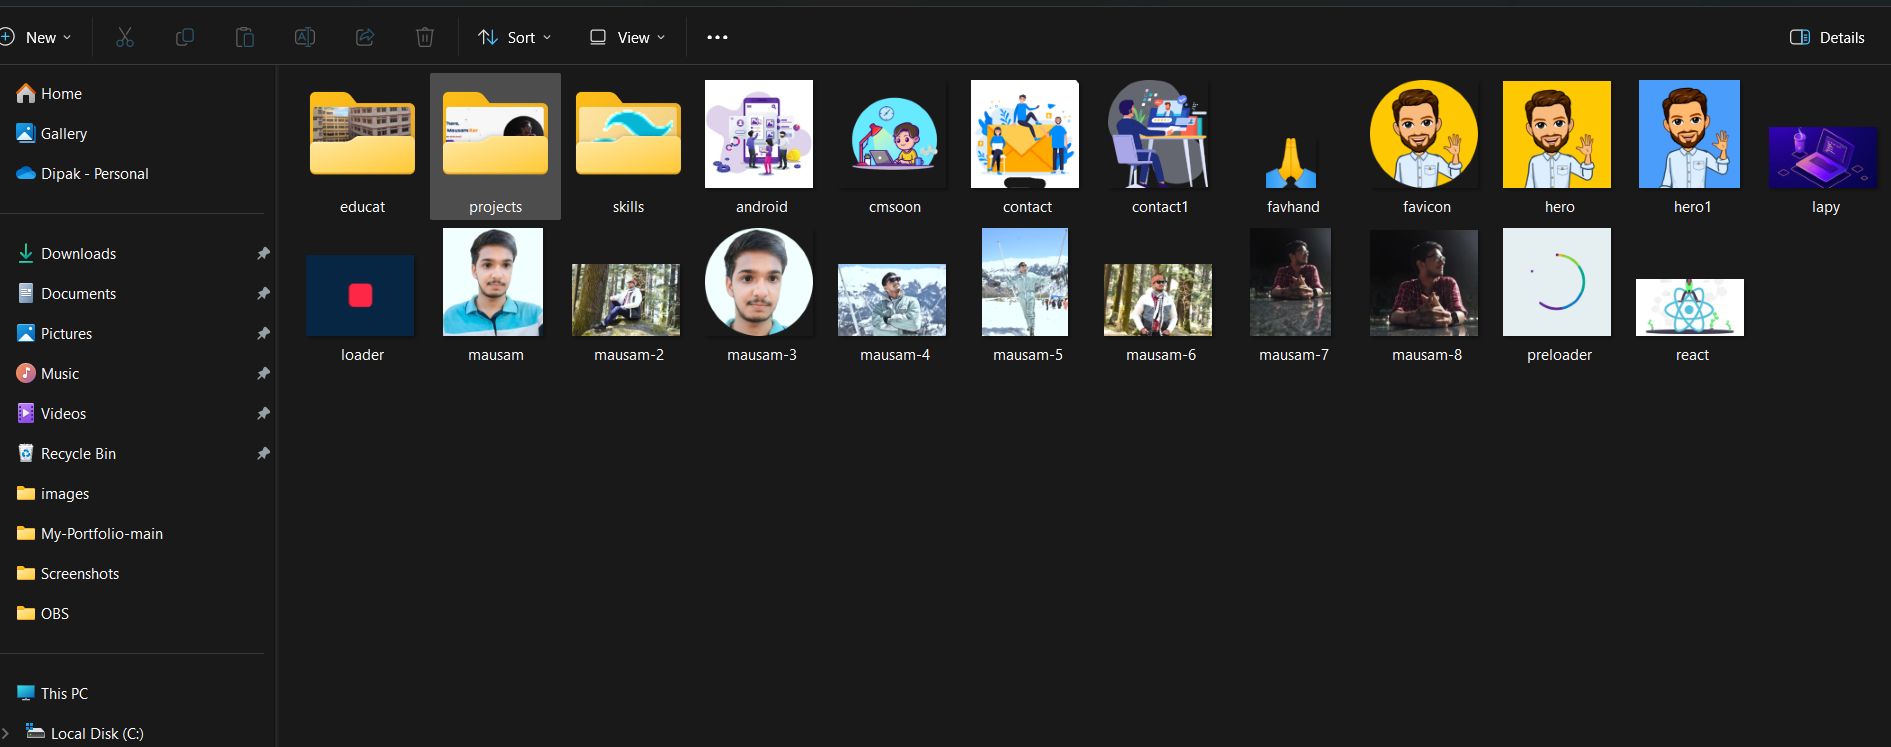 New
Sort
View
Details
Home
Gallery
Dipak - Personal
Downloads
Documents
Pictures
Music
Videos
Recycle Bin
images
My-Portfolio-main
Screenshots
OBS
This PC
Local Disk (C:)
educat
projects
skills
android
cmsoon
contact
contact1
favhand
favicon
hero
hero1
lapy
loader
mausam
mausam-2
mausam-3
mausam-4
mausam-5
mausam-6
mausam-7
mausam-8
preloader
react